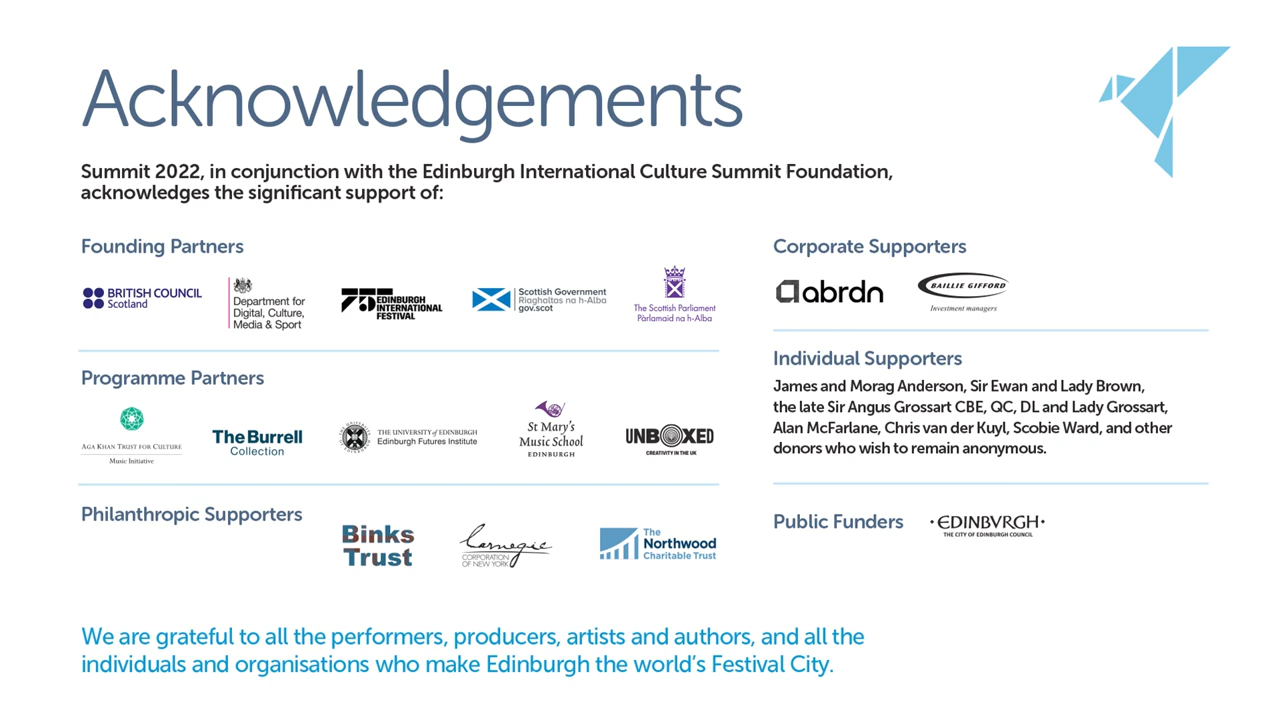 Acknowledgements
Summit 2022, in conjunction with the Edinburgh International Culture Summit Foundation,
acknowledges the significant support of:
Founding Partners
BRITISH COUNCIL
Scotland
Department for
Digital, Culture,
Media & Sport
75 EDINBURGH
INTERNATIONAL
FESTIVAL
Scottish Government
Riaghaltas na h-Alba
gov.scot
The Scottish Parliament
Pàrlamaid na h-Alba
Programme Partners
AGA KHAN TRUST FOR CULTURE
Music Initiative
The Burrell
Collection
THE UNIVERSITY of EDINBURGH
Edinburgh Futures Institute
St Mary's
Music School
EDINBURGH
UNBOXED
CREATIVITY IN THE UK
Philanthropic Supporters
Binks
Trust
Carnegie
CORPORATION
OF NEW YORK
The
Northwood
Charitable Trust
Corporate Supporters
abrdn
BAILLIE GIFFORD
Investment managers
Individual Supporters
James and Morag Anderson, Sir Ewan and Lady Brown,
the late Sir Angus Grossart CBE, QC, DL and Lady Grossart,
Alan McFarlane, Chris van der Kuyl, Scobie Ward, and other
donors who wish to remain anonymous.
Public Funders
·EDINBVRGH·
THE CITY OF EDINBURGH COUNCIL
We are grateful to all the performers, producers, artists and authors, and all the
individuals and organisations who make Edinburgh the world's Festival City.